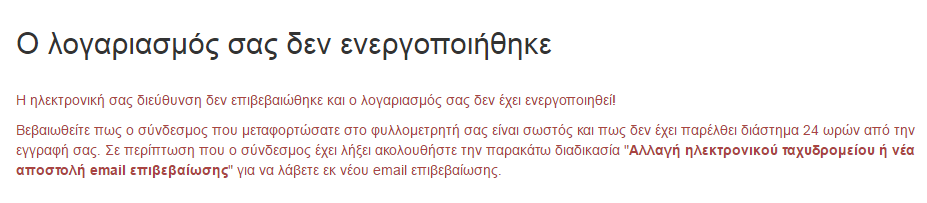 Ο λογαριασμός σας δεν ενεργοποιήθηκε
Η ηλεκτρονική σας διεύθυνση δεν επιβεβαιώθηκε και ο λογαριασμός σας δεν έχει ενεργοποιηθεί!
Βεβαιωθείτε πως ο σύνδεσμος που μεταφορτώσατε στο φυλλομετρητή σας είναι σωστός και πως δεν έχει παρέλθει διάστημα 24 ωρών από την
εγγραφή σας. Σε περίπτωση που ο σύνδεσμος έχει λήξει ακολουθήστε την παρακάτω διαδικασία "Αλλαγή ηλεκτρονικού ταχυδρομείου ή νέα
αποστολή email επιβεβαίωσης" για να λάβετε εκ νέου email επιβεβαίωσης.